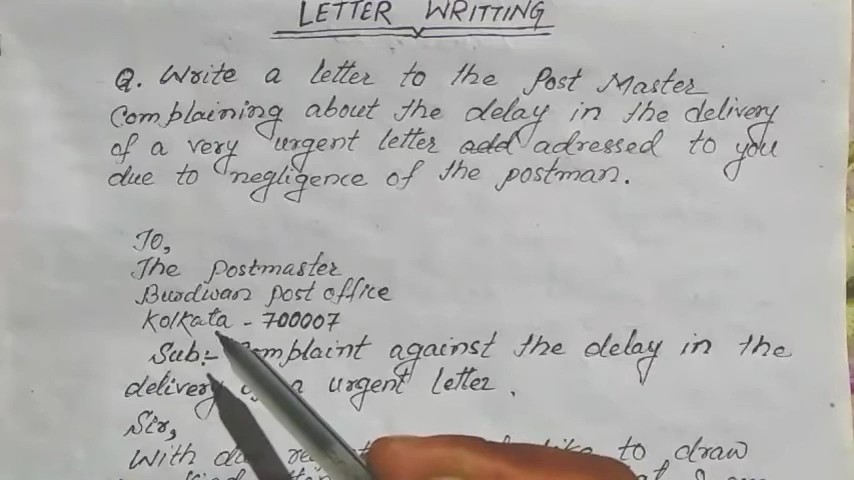 LETTER WRITTING
Q. Write a letter to the Post Master
Complaining about the delay in the delivery
of a very urgent letter add adressed to you
due to negligence of the postman.
To,
The Postmaster
Burdwan post office
Kolkata - 700007
Sub:- Complaint against the delay in the
delivery a urgent letter.
Sir,
With to draw